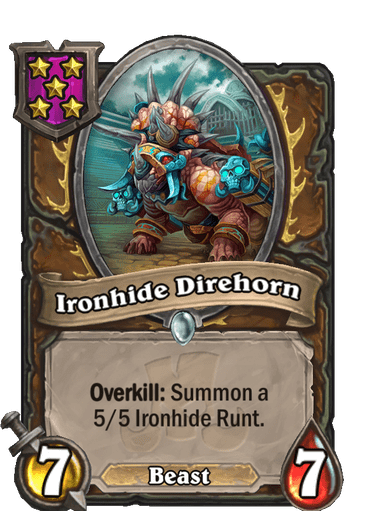 Ironhide Direhorn
Overkill: Summon a
5/5 Ironhide Runt.
7
Beast
7